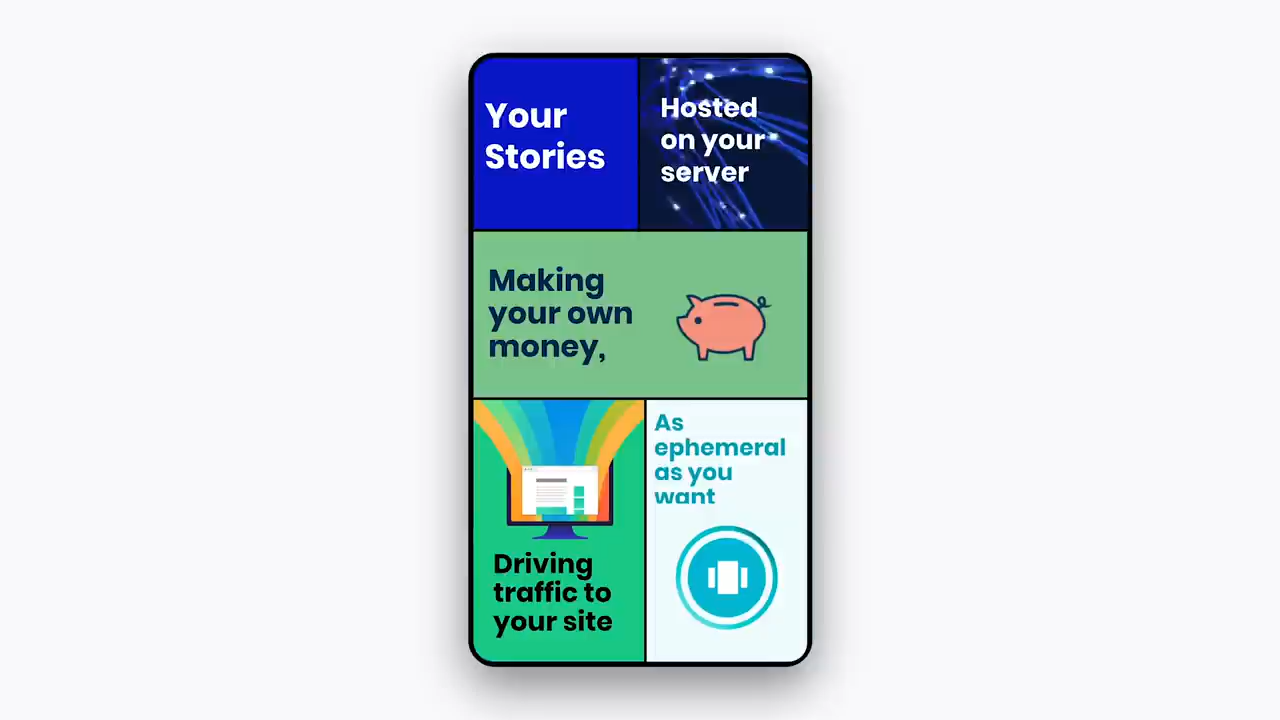 Your
Stories
Hosted
on your
server
Making
your own
money,
Driving
traffic to
your site
As
ephemeral
as you
want